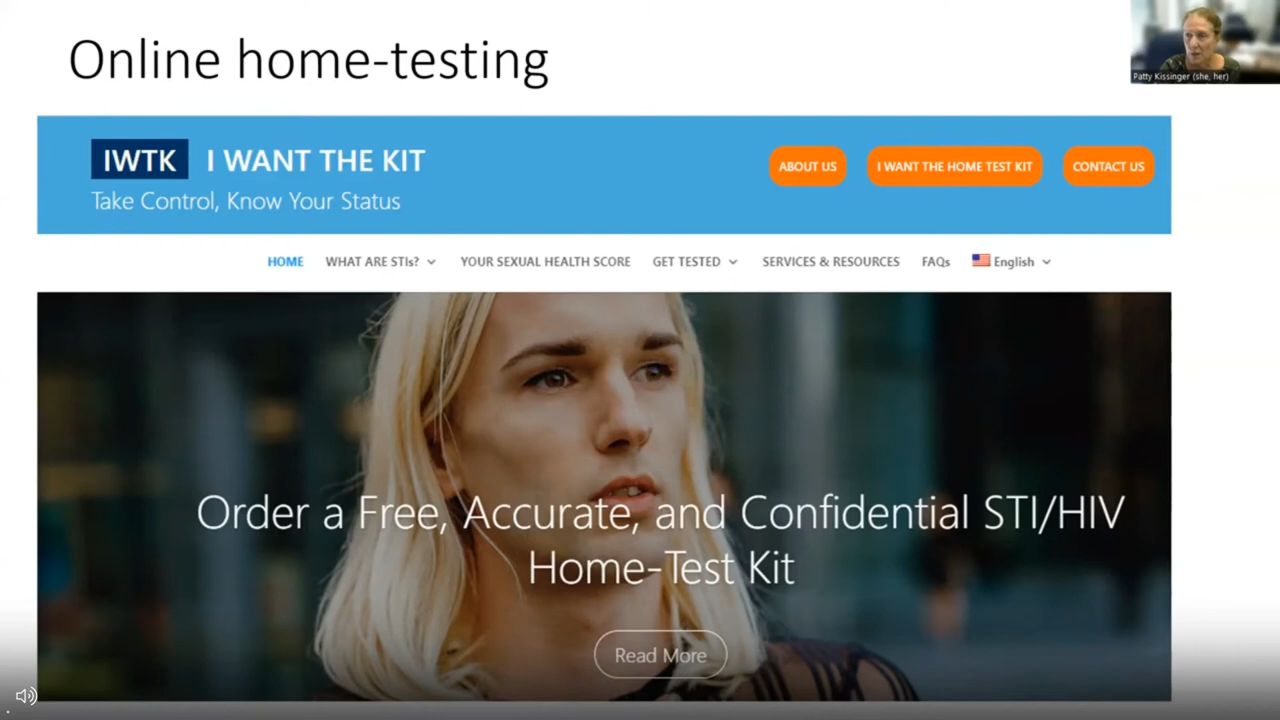 Online home-testing
Patty Kissinger (she, her)
IWTK I WANT THE KIT
Take Control, Know Your Status
ABOUT US
I WANT THE HOME TEST KIT
CONTACT US
HOME
WHAT ARE STIs?
YOUR SEXUAL HEALTH SCORE
GET TESTED
SERVICES & RESOURCES
FAQs
English
Order a Free, Accurate, and Confidential STI/HIV
Home-Test Kit
Read More